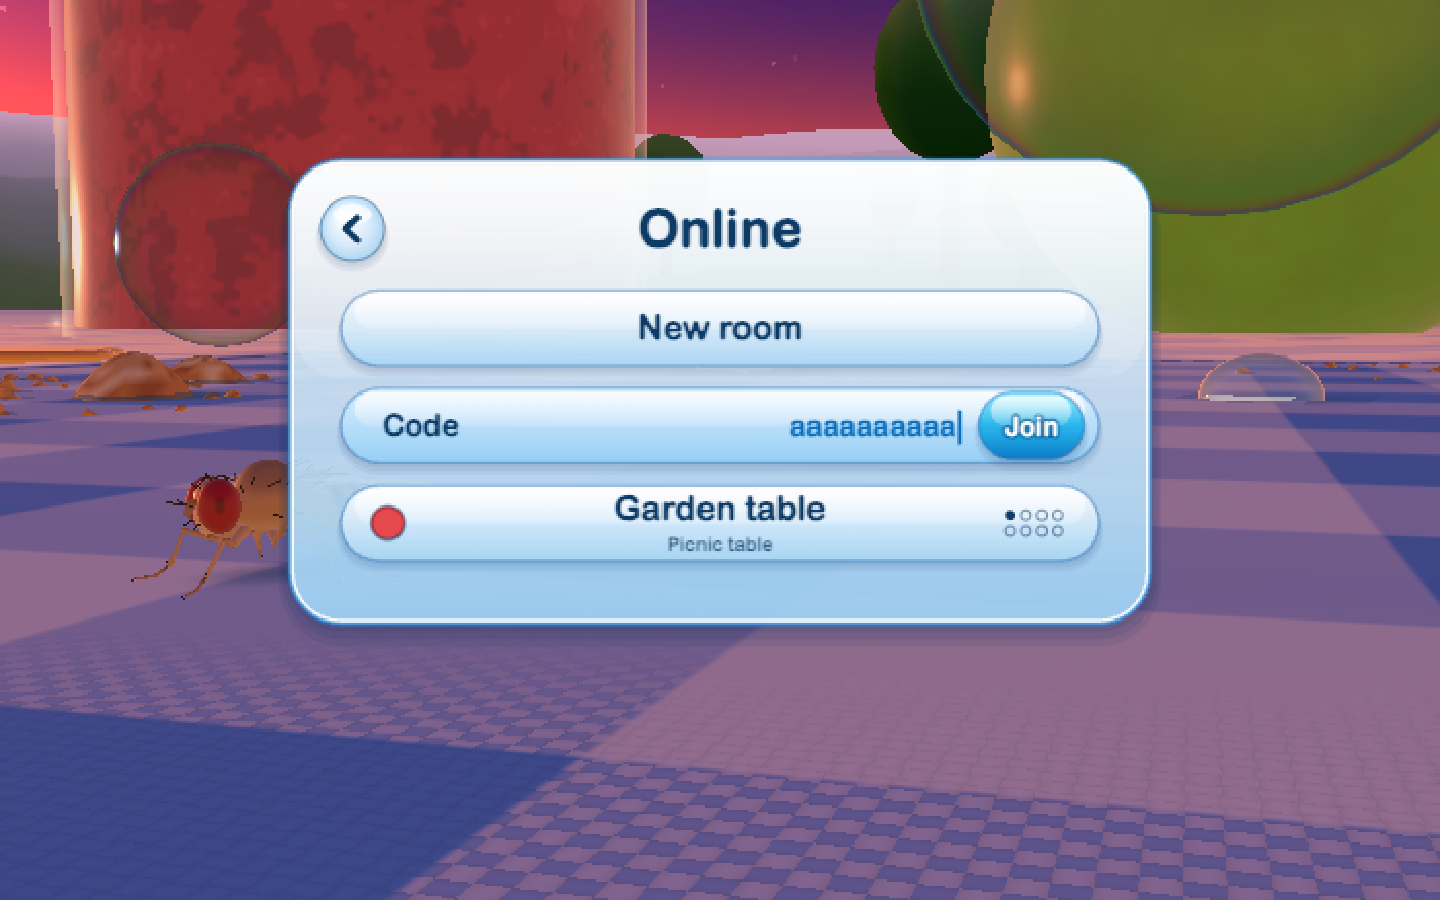 Online
New room
Code aaaaaaaaaa Join
Garden table
Picnic table